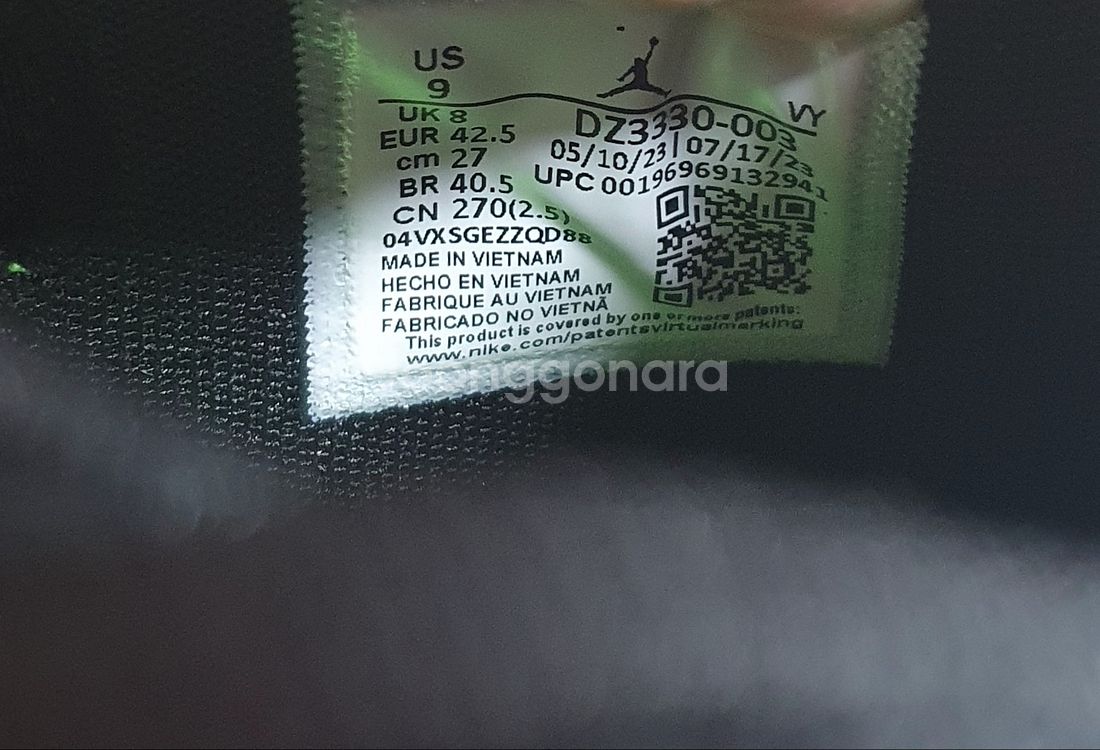 US
9
UK 8
EUR 42.5
cm 27
BR 40.5
CN 270(2.5)
VY
DZ3330-003
05/10/23 | 07/17/23
UPC 00196969132941
04VXSGEZZQD88
MADE IN VIETNAM
HECHO EN VIETNAM
FABRIQUE AU VIETNAM
FABRICADO NO VIETNÃ
This product is covered by one or more patents:
www.nike.com/patentsvirtualmarking